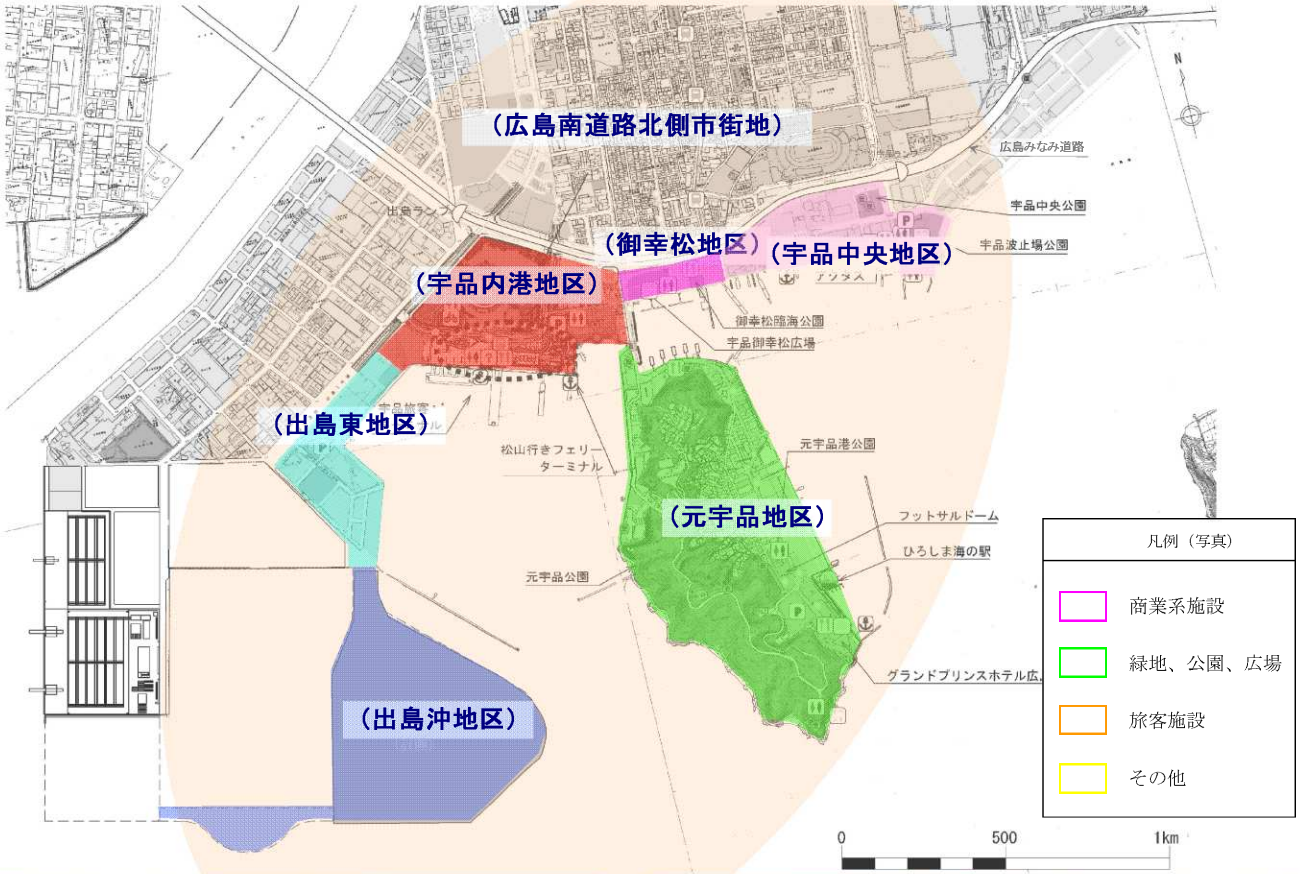 (広島南道路北側市街地)
N
広島みなみ道路
宇品中央公園
出島ランプ
(御幸松地区)
(宇品中央地区)
宇品波止場公園
(宇品内港地区)
P
御幸松臨海公園
宇品御幸松広場
(出島東地区)
松山行きフェリー
ターミナル
元宇品港公園
(元宇品地区)
フットサルドーム
ひろしま海の駅
元宇品公園
P
グランドプリンスホテル広
(出島沖地区)
凡例(写真)
商業系施設
緑地、公園、広場
旅客施設
その他
0 500 1km